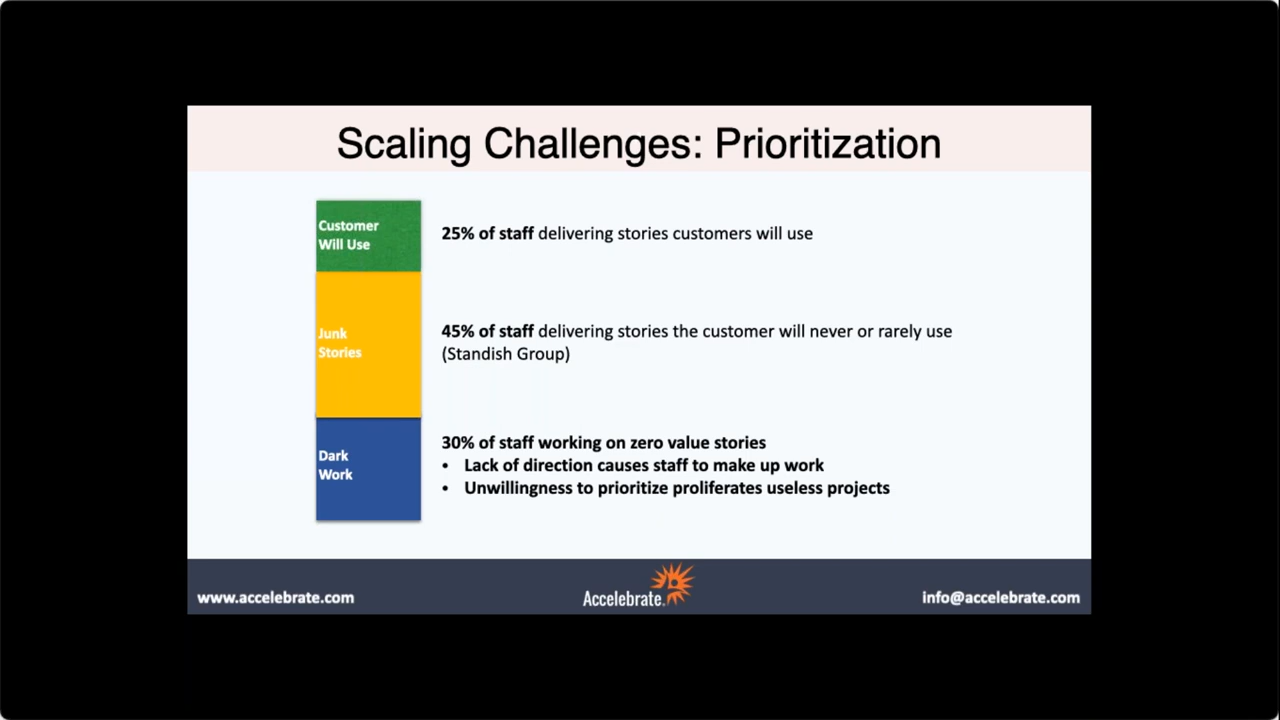 Scaling Challenges: Prioritization
Customer
Will Use
25% of staff delivering stories customers will use
Junk
Stories
45% of staff delivering stories the customer will never or rarely use
(Standish Group)
Dark
Work
30% of staff working on zero value stories
• Lack of direction causes staff to make up work
• Unwillingness to prioritize proliferates useless projects
www.accelebrate.com
Accelebrate.
info@accelebrate.com